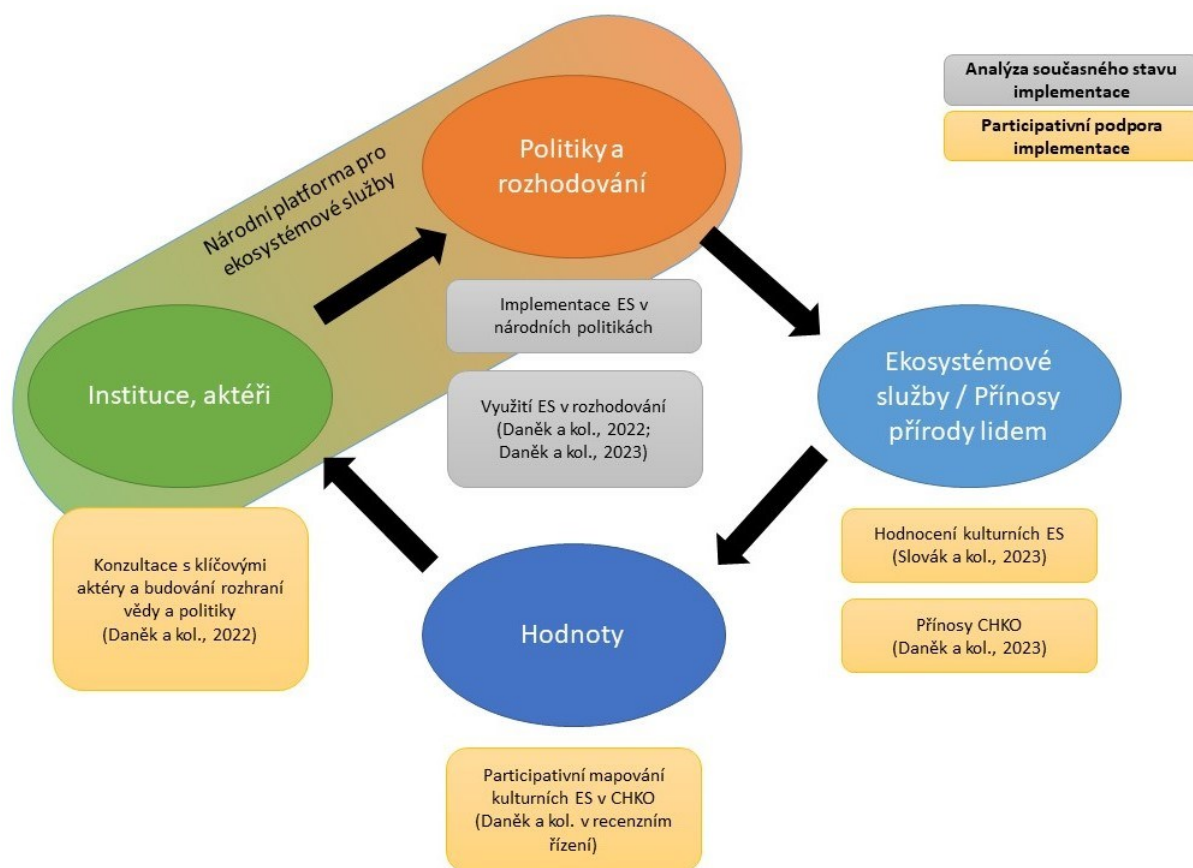 Analýza současného stavu
implementace
Participativní podpora
implementace
Národní platforma pro
ekosystémové služby
Politiky a
rozhodování
Implementace ES v
národních politikách
Využití ES v rozhodování
(Daněk a kol., 2022;
Daněk a kol., 2023)
Instituce, aktéři
Ekosystémové
služby / Přínosy
přírody lidem
Konzultace s klíčovými
aktéry a budování rozhraní
vědy a politiky
(Daněk a kol., 2022)
Hodnoty
Hodnocení kulturních ES
(Slovák a kol., 2023)
Přínosy CHKO
(Daněk a kol., 2023)
Participativní mapování
kulturních ES v CHKO
(Daněk a kol. v recenzním
řízení)